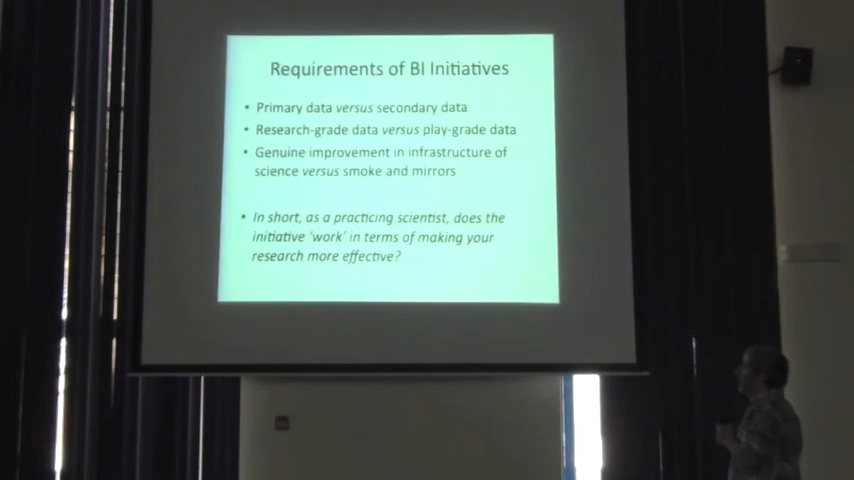 Requirements of BI Initiatives
• Primary data versus secondary data
• Research-grade data versus play-grade data
• Genuine improvement in infrastructure of
science versus smoke and mirrors
• In short, as a practicing scientist, does the
initiative 'work' in terms of making your
research more effective?